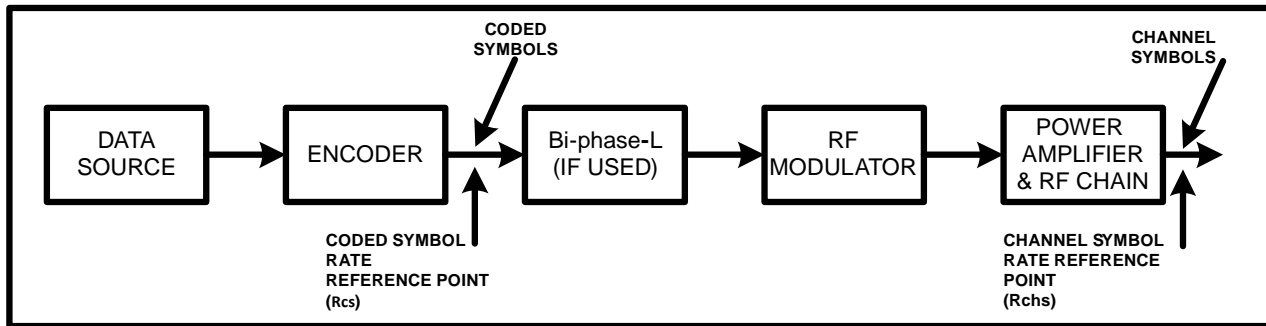 CODED
SYMBOLS
CHANNEL
SYMBOLS
DATA
SOURCE
ENCODER
Bi-phase-L
(IF USED)
RF
MODULATOR
POWER
AMPLIFIER
& RF CHAIN
CODED SYMBOL
RATE
REFERENCE POINT
(Rcs)
CHANNEL SYMBOL
RATE REFERENCE
POINT
(Rchs)